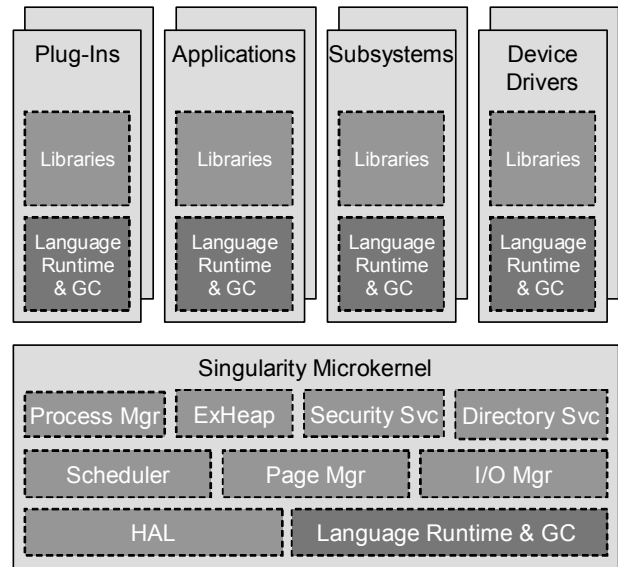 Plug-Ins
Applications
Subsystems
Device
Drivers
Libraries
Libraries
Libraries
Libraries
Language
Runtime
& GC
Language
Runtime
& GC
Language
Runtime
& GC
Language
Runtime
& GC
Singularity Microkernel
Process Mgr
ExHeap
Security Svc
Directory Svc
Scheduler
Page Mgr
I/O Mgr
HAL
Language Runtime & GC